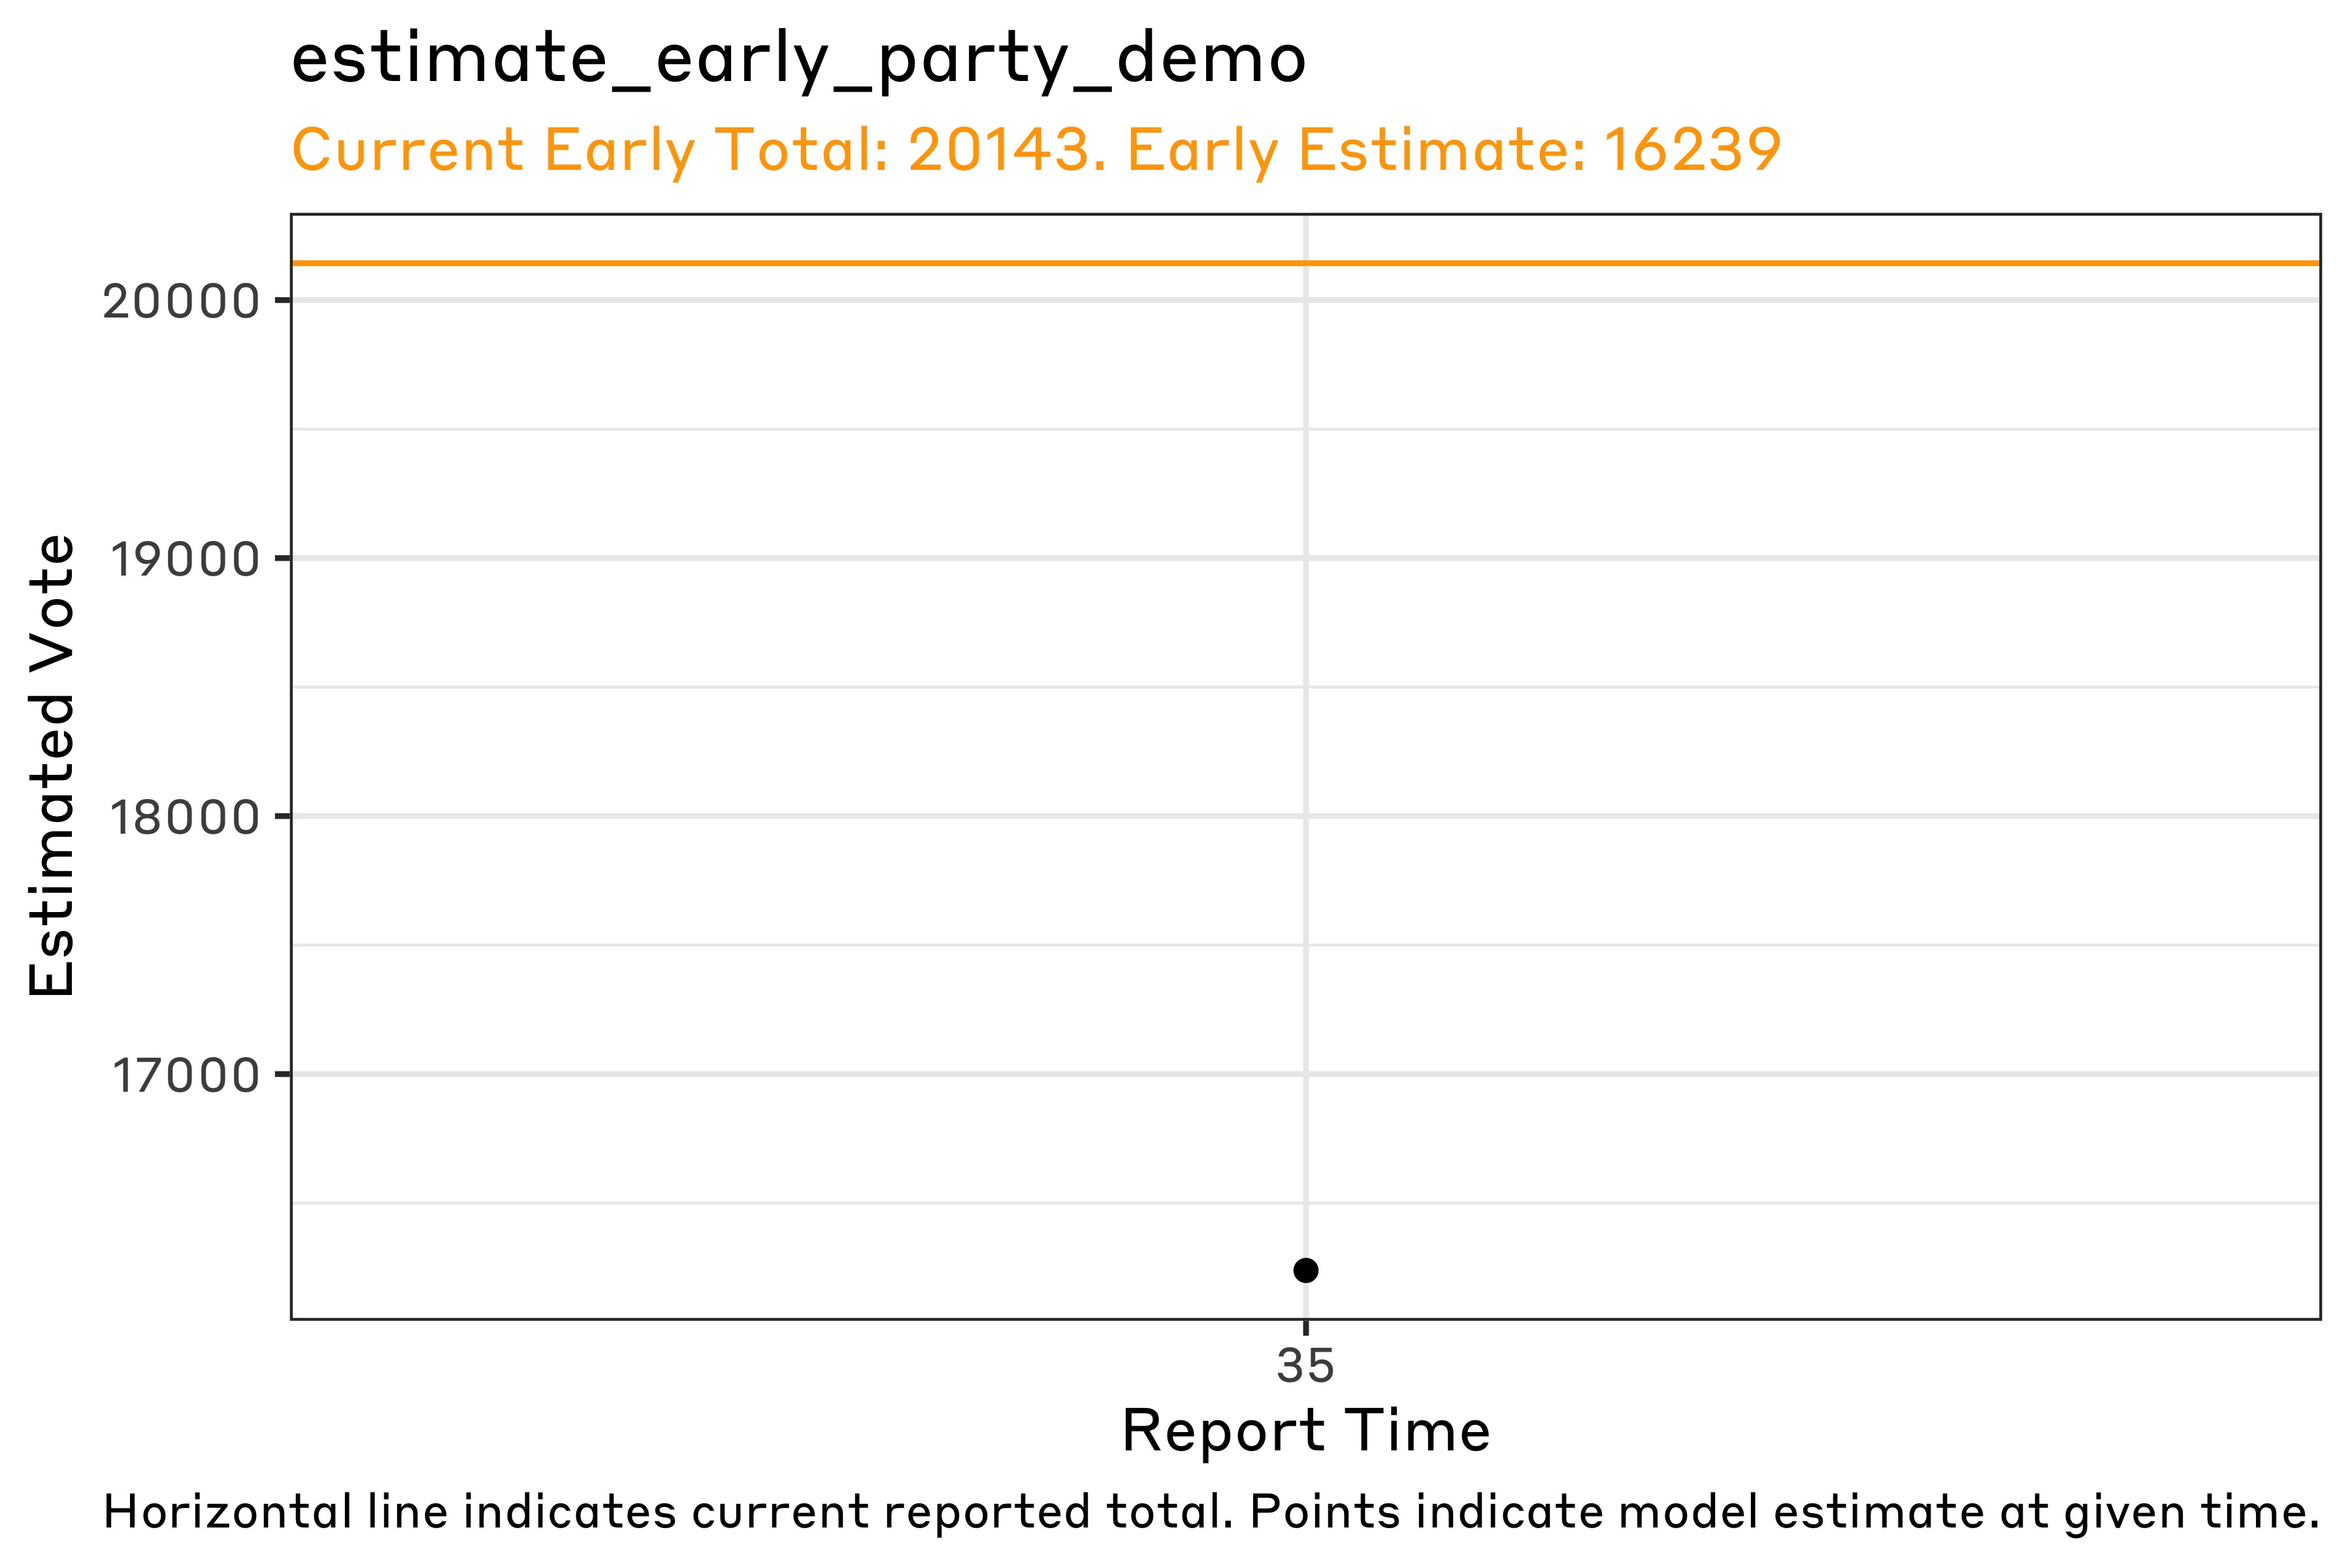 estimate_early_party_demo
Current Early Total: 20143. Early Estimate: 16239
Estimated Vote
20000
19000
18000
17000
35
Report Time
Horizontal line indicates current reported total. Points indicate model estimate at given time.